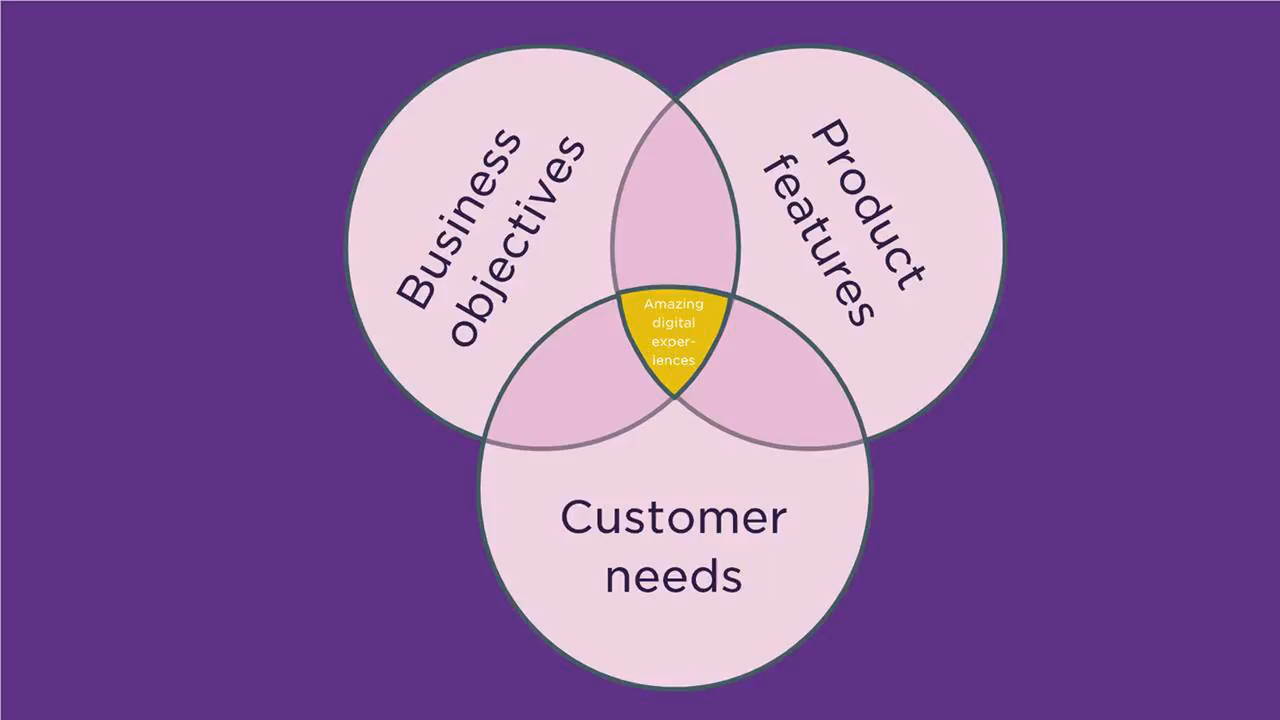 Business
objectives
Product
features
Amazing
digital
exper-
iences
Customer
needs